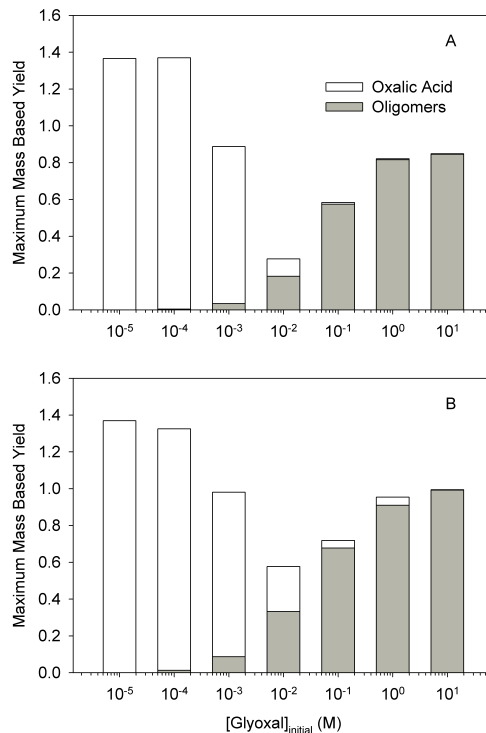 1.6
A
1.4
Oxalic Acid
Oligomers
1.2
1.0
0.8
0.6
0.4
0.2
0.0
Maximum Mass Based Yield
10-5 10-4 10-3 10-2 10-1 100 101
1.6
B
1.4
1.2
1.0
0.8
0.6
0.4
0.2
0.0
Maximum Mass Based Yield
10-5 10-4 10-3 10-2 10-1 100 101
[Glyoxal]initial (M)